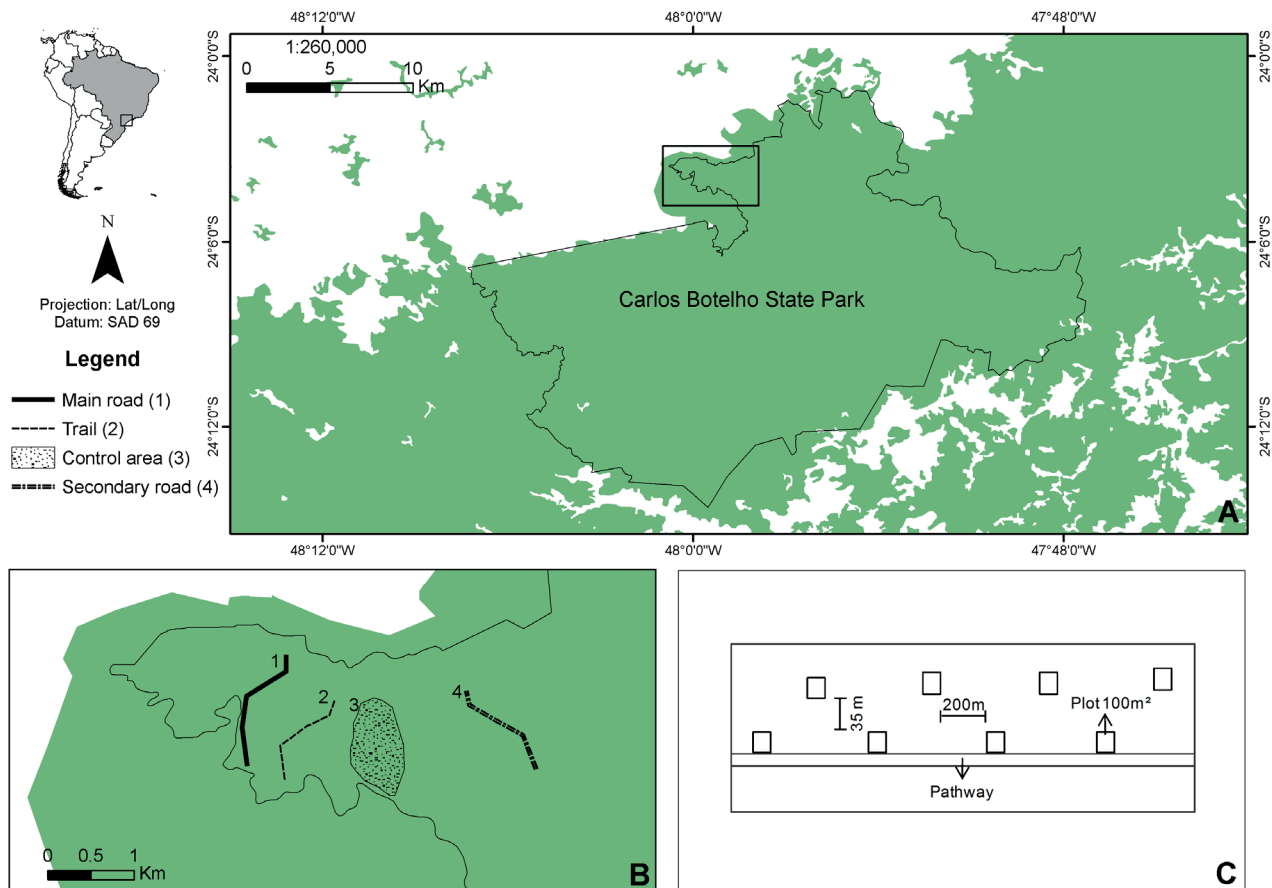 48°12'0"W
48°0'0"W
47°48'0"W
24°0'0"S
24°0'0"S
1:260,000
0
5
10
Km
24°6'0"S
24°6'0"S
N
Projection: Lat/Long
Datum: SAD 69
Carlos Botelho State Park
Legend
Main road (1)
Trail (2)
Control area (3)
Secondary road (4)
24°12'0"S
24°12'0"S
A
48°12'0"W
48°0'0"W
47°48'0"W
1
2
3
4
0
0.5
1
Km
B
35 m
200m
Plot 100m²
Pathway
C